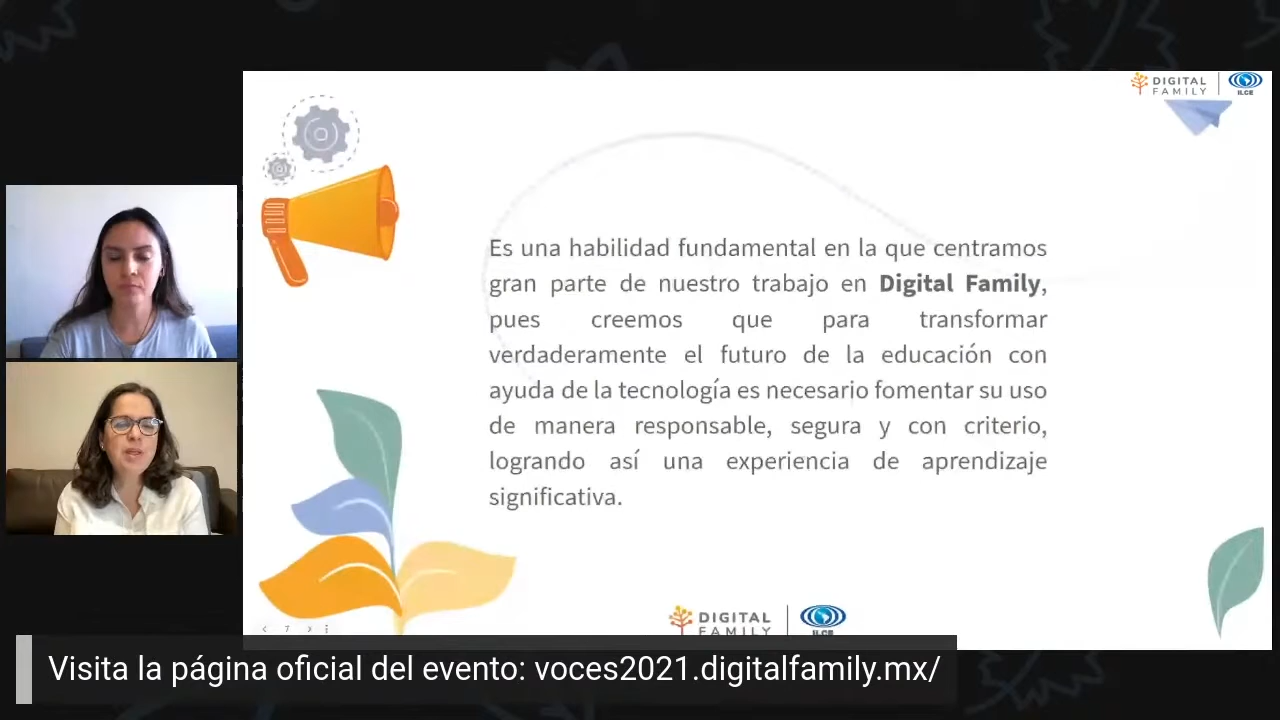 DIGITAL
FAMILY
ILCE
Es una habilidad fundamental en la que centramos
gran parte de nuestro trabajo en Digital Family,
pues creemos que para transformar
verdaderamente el futuro de la educación con
ayuda de la tecnología es necesario fomentar su uso
de manera responsable, segura y con criterio,
logrando así una experiencia de aprendizaje
significativa.
DIGITAL
FAMILY
ILCE
7
Visita la página oficial del evento: voces2021.digitalfamily.mx/